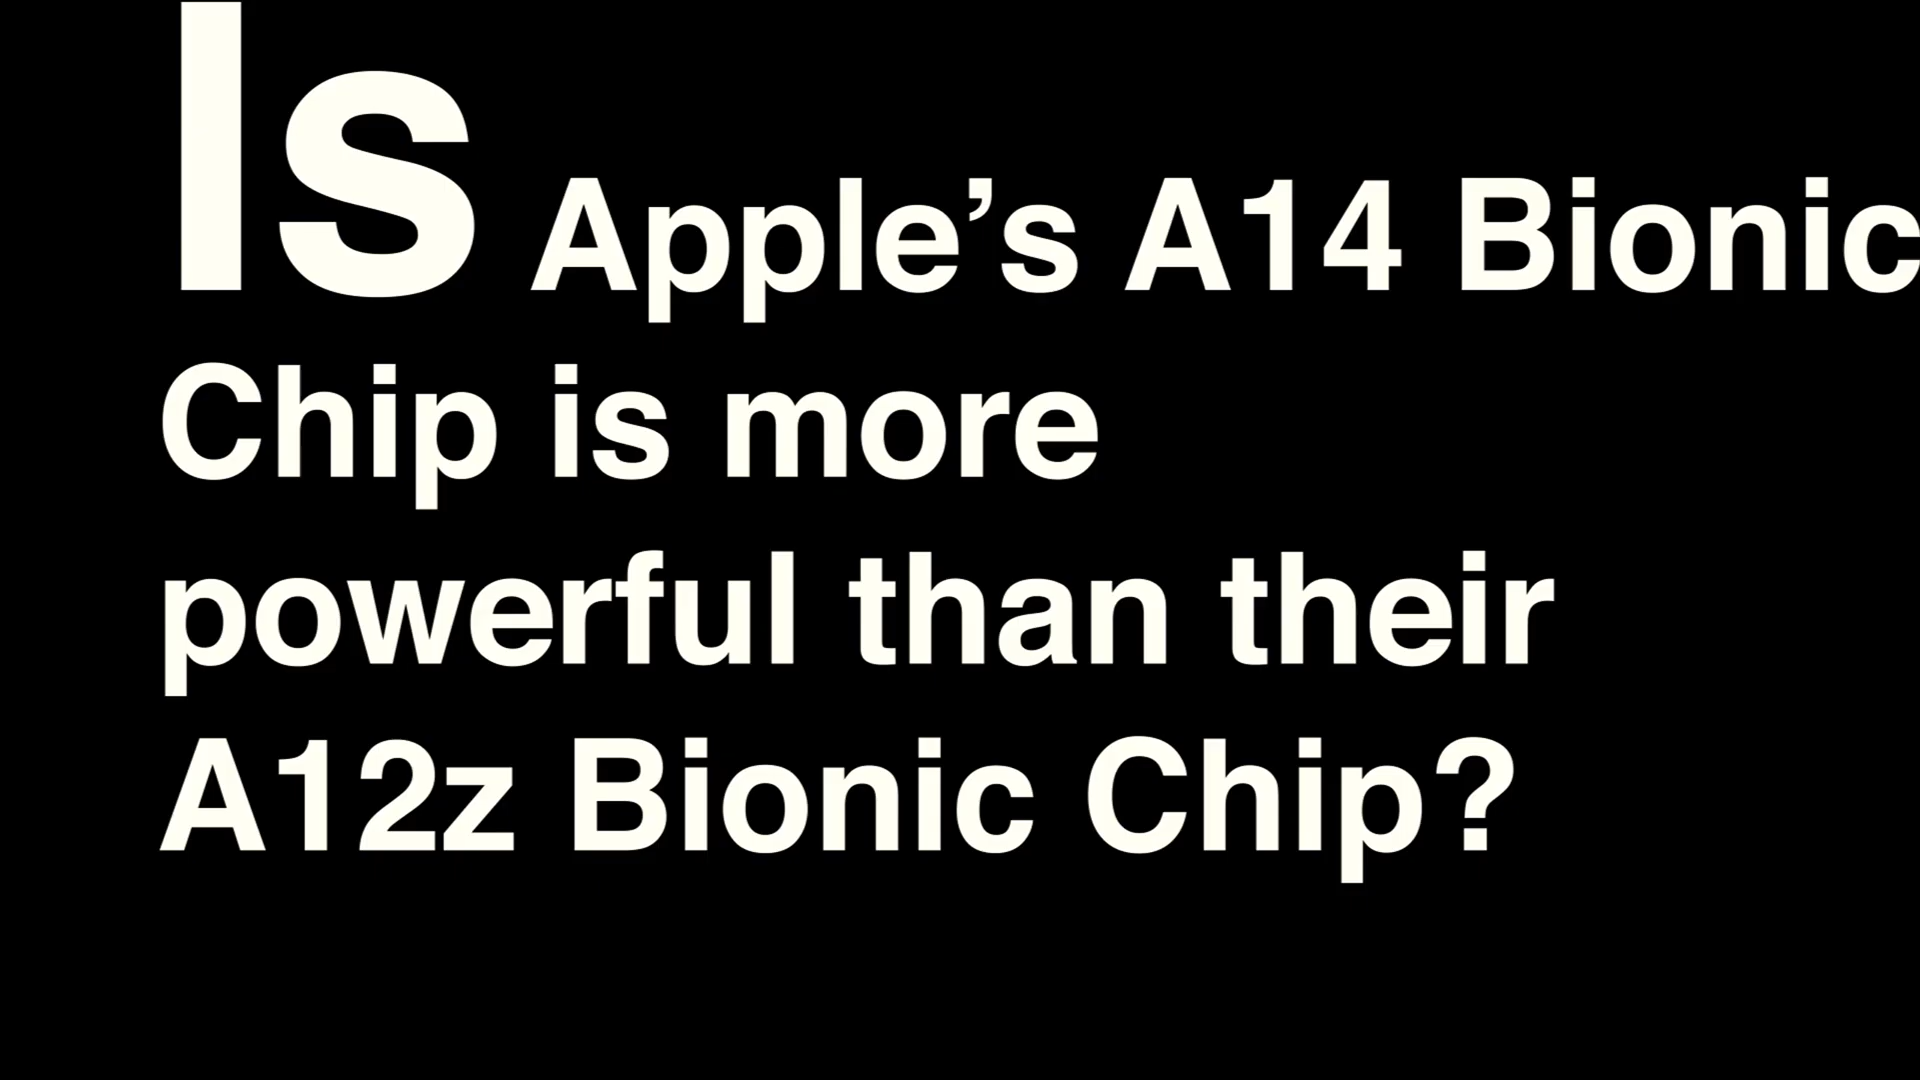 Is Apple’s A14 Bionic
Chip is more
powerful than their
A12z Bionic Chip?